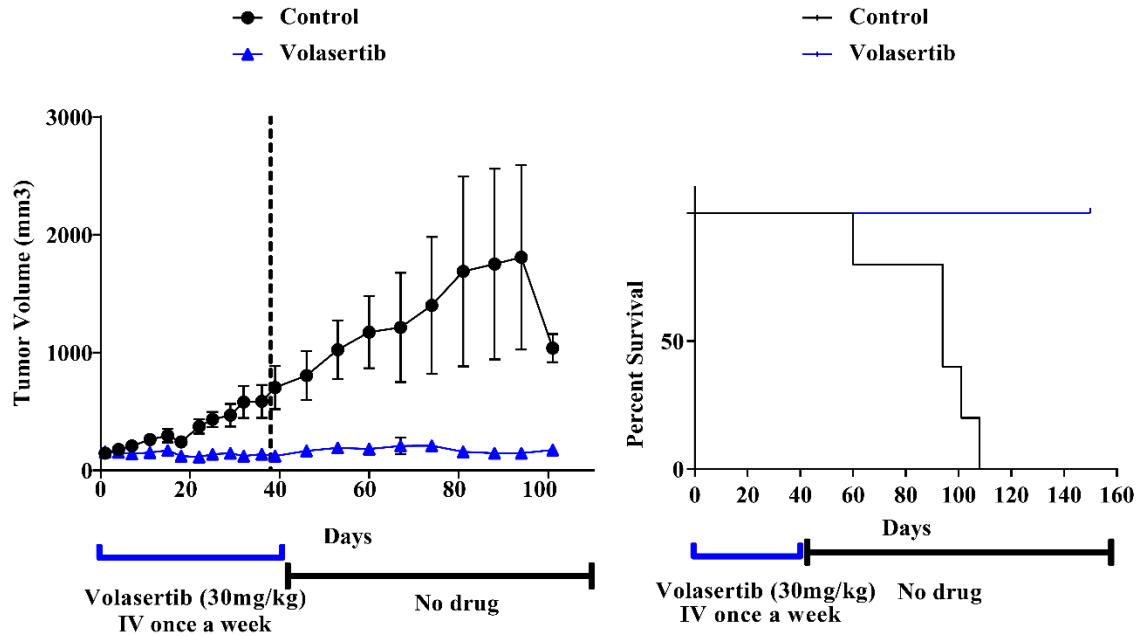 Control
Volasertib
Tumor Volume (mm3)
3000
2000
1000
0
0 20 40 60 80 100
Days
Volasertib (30mg/kg)
IV once a week
No drug
Control
Volasertib
Percent Survival
50
0
0 20 40 60 80 100 120 140 160
Days
Volasertib (30mg/kg)
IV once a week
No drug